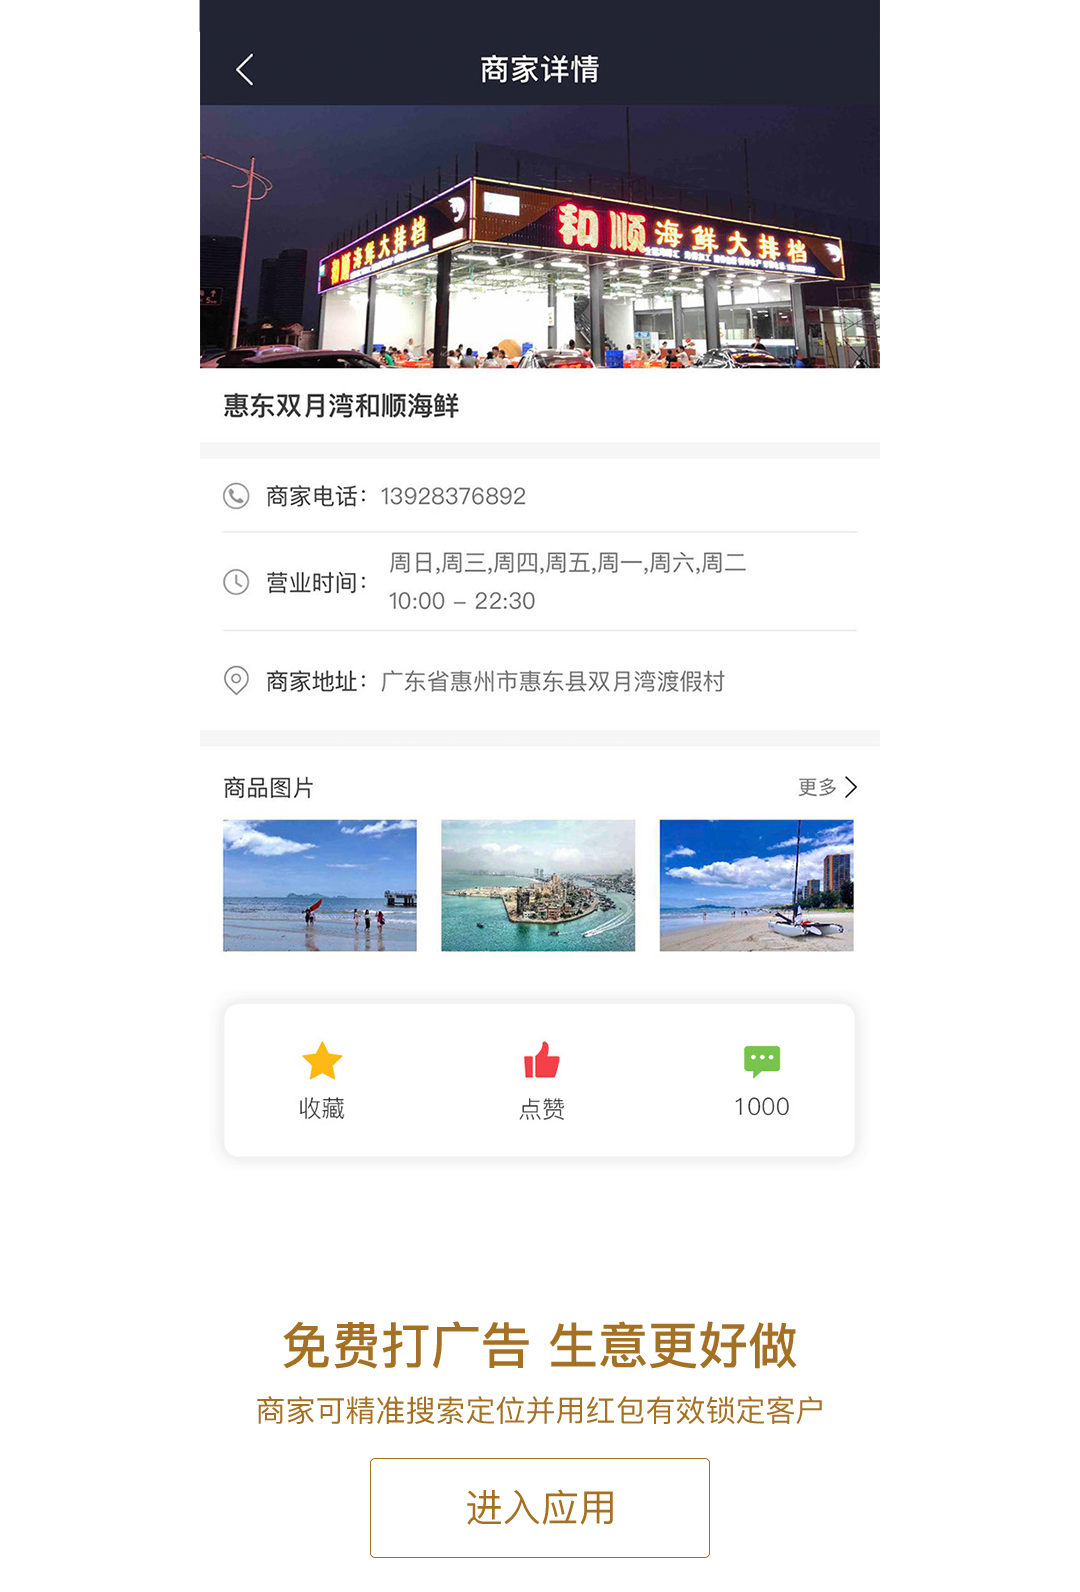 商家详情
和顺海鲜大排档
和顺海鲜大排档
惠东双月湾和顺海鲜
商家电话：13928376892
营业时间：
周日,周三,周四,周五,周一,周六,周二
10:00 – 22:30
商家地址：广东省惠州市惠东县双月湾渡假村
商品图片
更多
收藏
点赞
1000
免费打广告 生意更好做
商家可精准搜索定位并用红包有效锁定客户
进入应用